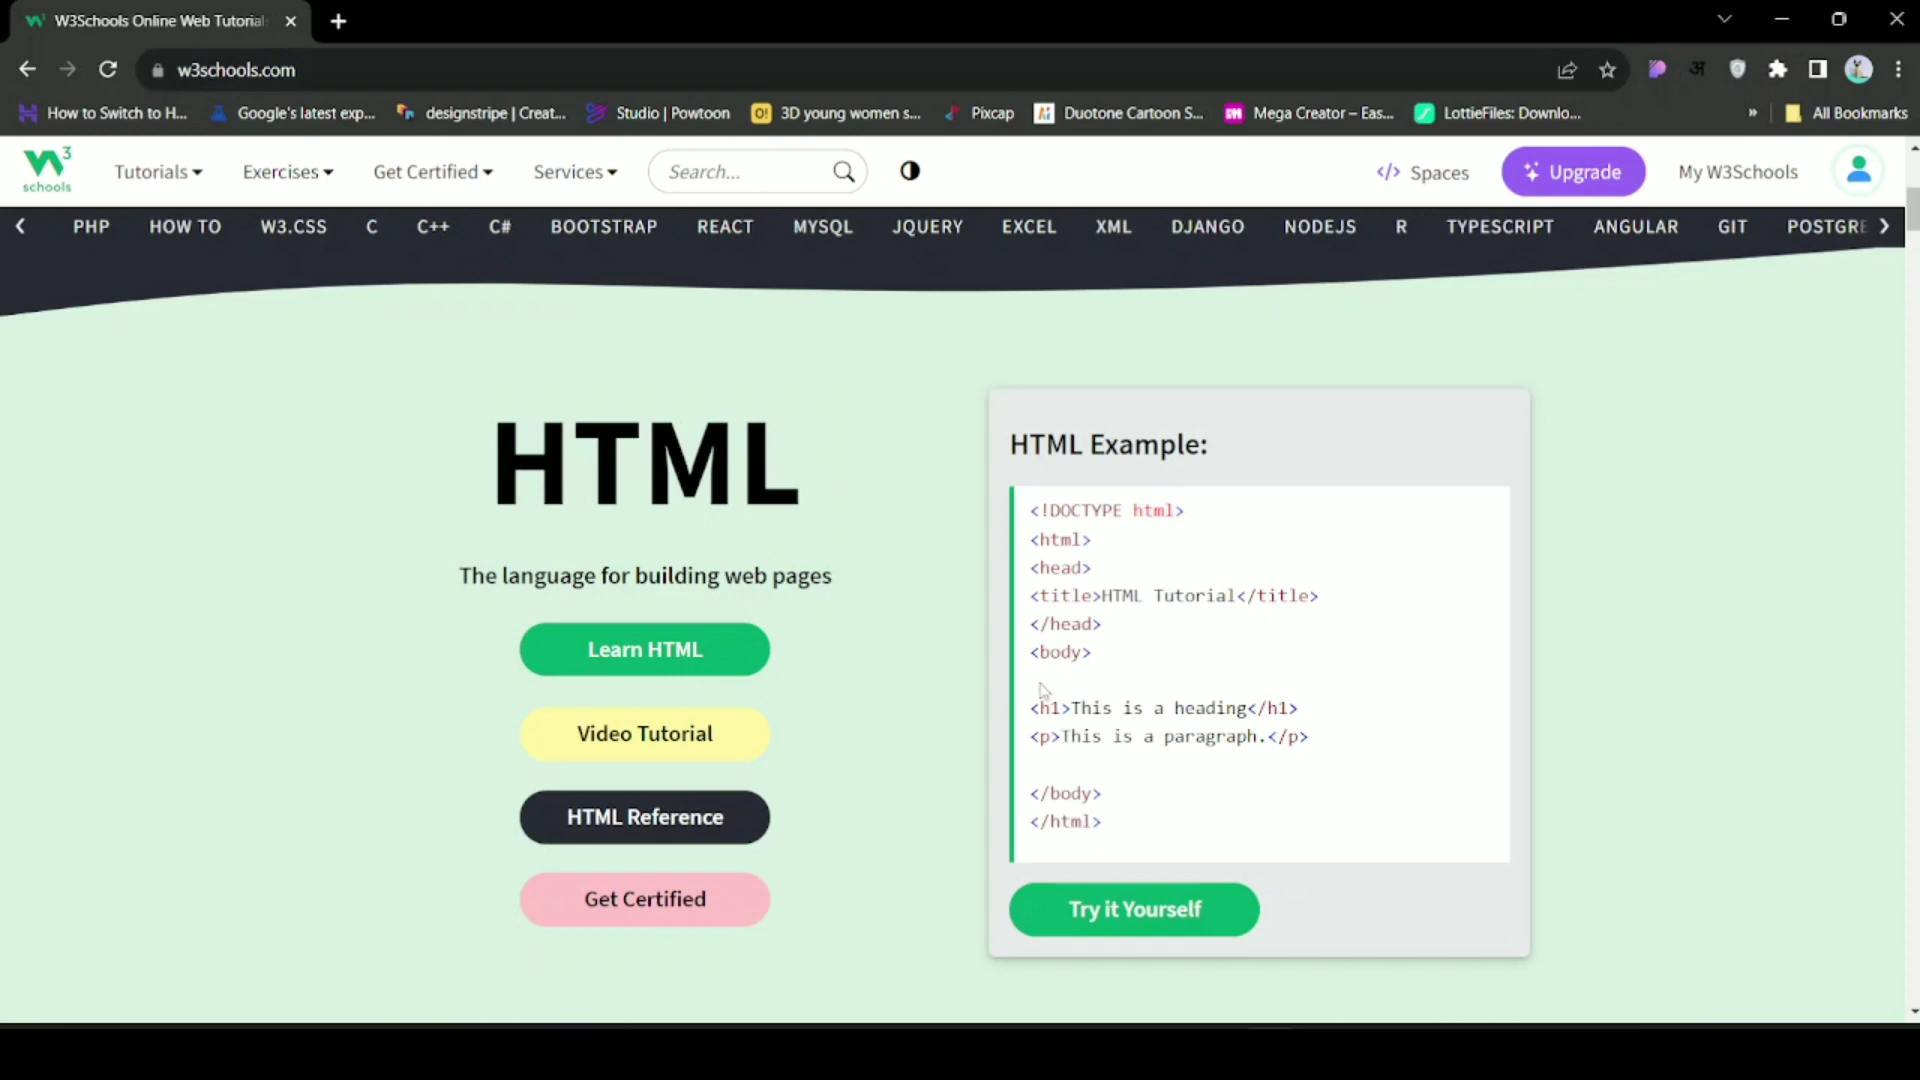 W3Schools Online Web Tutorial
w3schools.com
How to Switch to H... Google's latest exp... designstripe | Creat... Studio | Powtoon 3D young women s... Pixcap Duotone Cartoon S... Mega Creator – Eas... LottieFiles: Downlo... » All Bookmarks
W3 schools Tutorials Exercises Get Certified Services Search... </> Spaces Upgrade My W3Schools
PHP HOW TO W3.CSS C C++ C# BOOTSTRAP REACT MYSQL JQUERY EXCEL XML DJANGO NODEJS R TYPESCRIPT ANGULAR GIT POSTGRE
HTML
The language for building web pages
Learn HTML
Video Tutorial
HTML Reference
Get Certified
HTML Example:
<!DOCTYPE html>
<html>
<head>
<title>HTML Tutorial</title>
</head>
<body>
<h1>This is a heading</h1>
<p>This is a paragraph.</p>
</body>
</html>
Try it Yourself